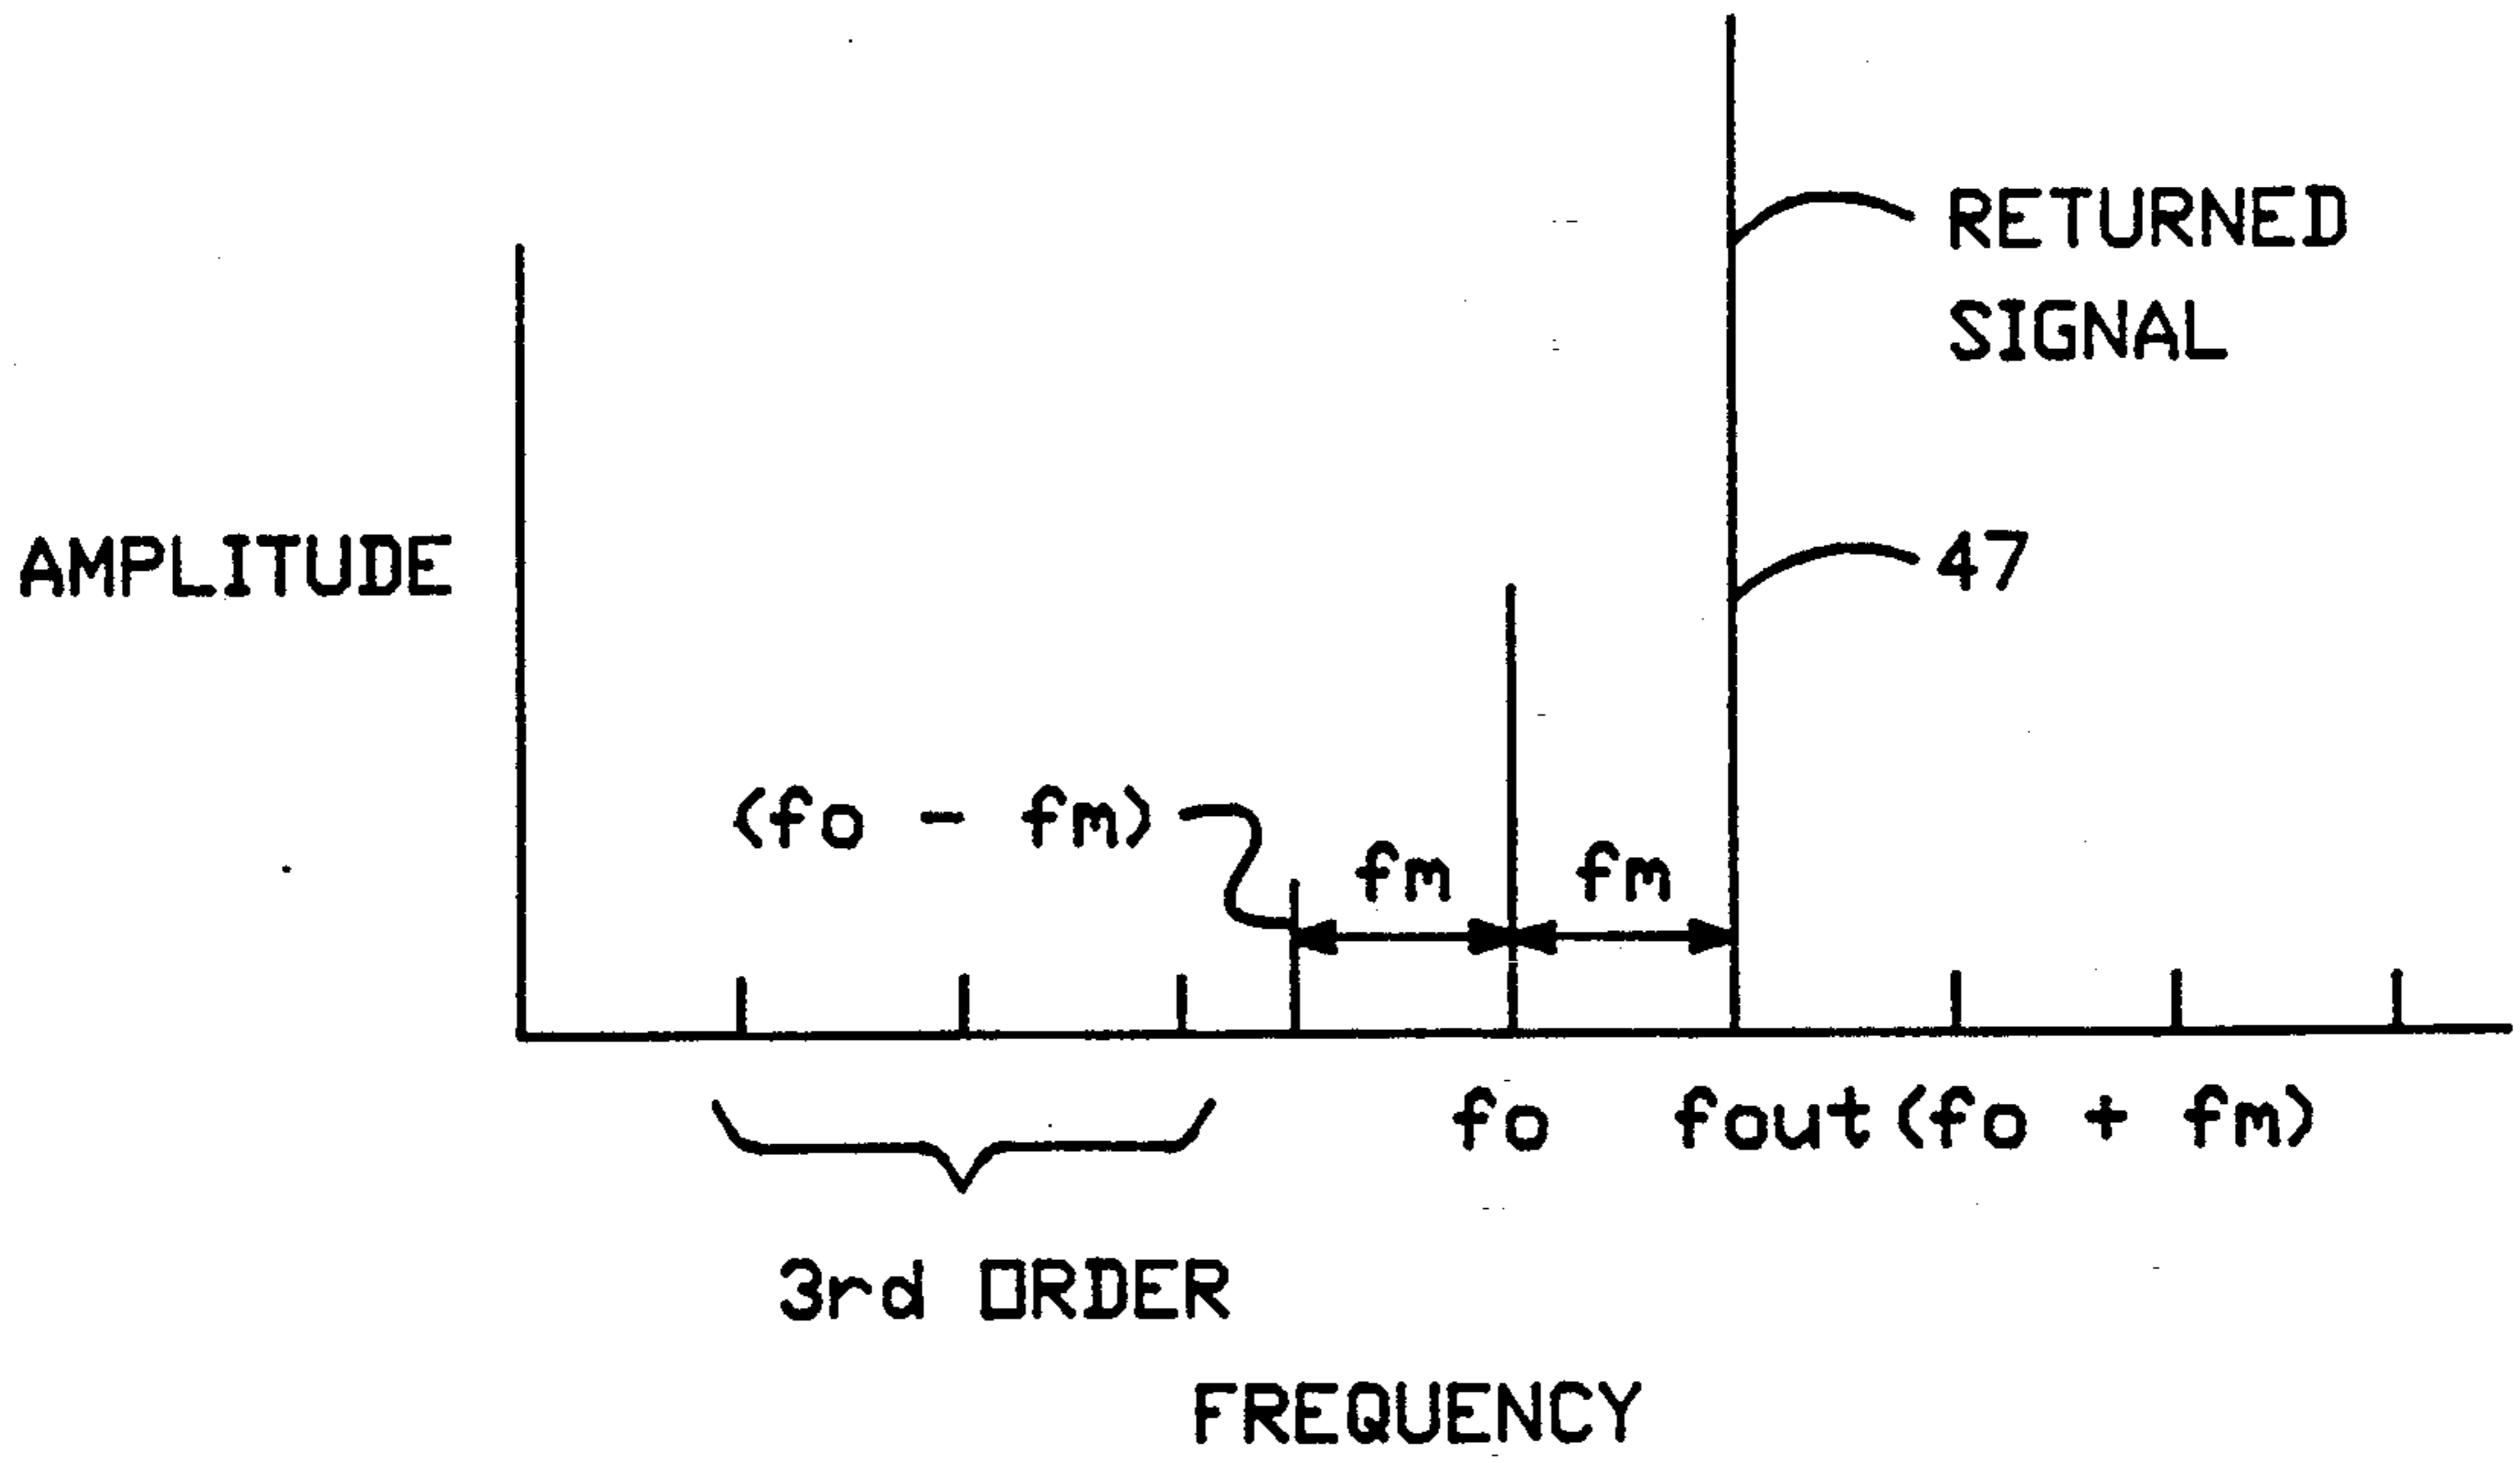 RETURNED
SIGNAL
AMPLITUDE
47
(fo - fm)
fm fm
fo fout(fo + fm)
3rd ORDER
FREQUENCY